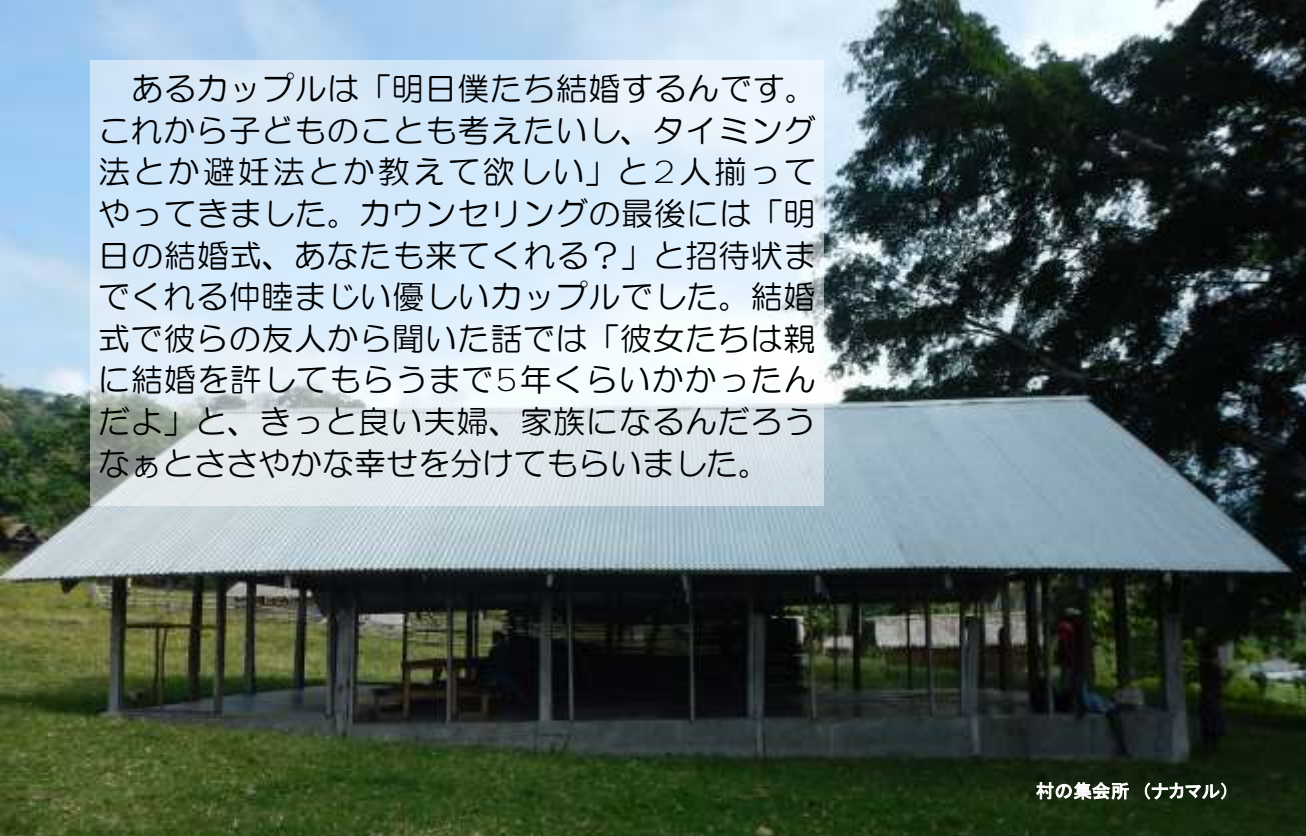 あるカップルは「明日僕たち結婚するんです。
これから子どものことも考えたいし、タイミング
法とか避妊法とか教えて欲しい」と2人揃って
やってきました。カウンセリングの最後には「明
日の結婚式、あなたも来てくれる？」と招待状ま
でくれる仲睦まじい優しいカップルでした。結婚
式で彼らの友人から聞いた話では「彼女たちは親
に結婚を許してもらうまで5年くらいかかったん
だよ」と、きっと良い夫婦、家族になるんだろう
なぁとささやかな幸せを分けてもらいました。
村の集会所 （ナカマル）